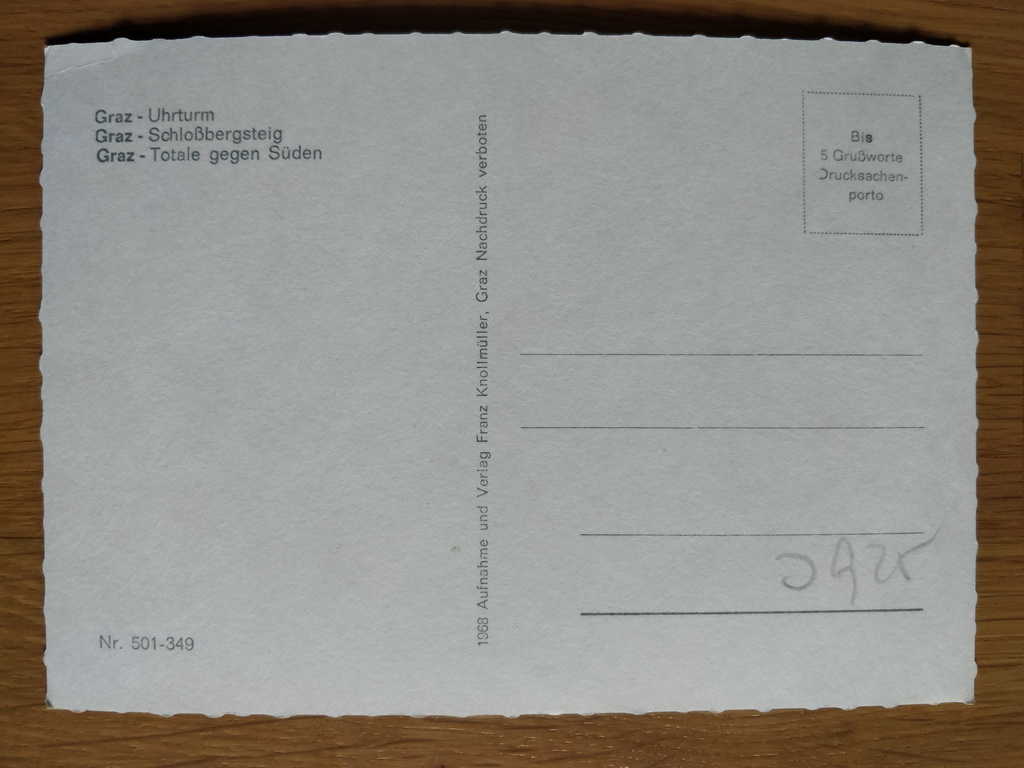 Graz - Uhrturm
Graz - Schloßbergsteig
Graz - Totale gegen Süden
1968 Aufnahme und Verlag Franz Knollmüller, Graz Nachdruck verboten
Bis
5 Grußworte
Drucksachen-
porto
Nr. 501-349